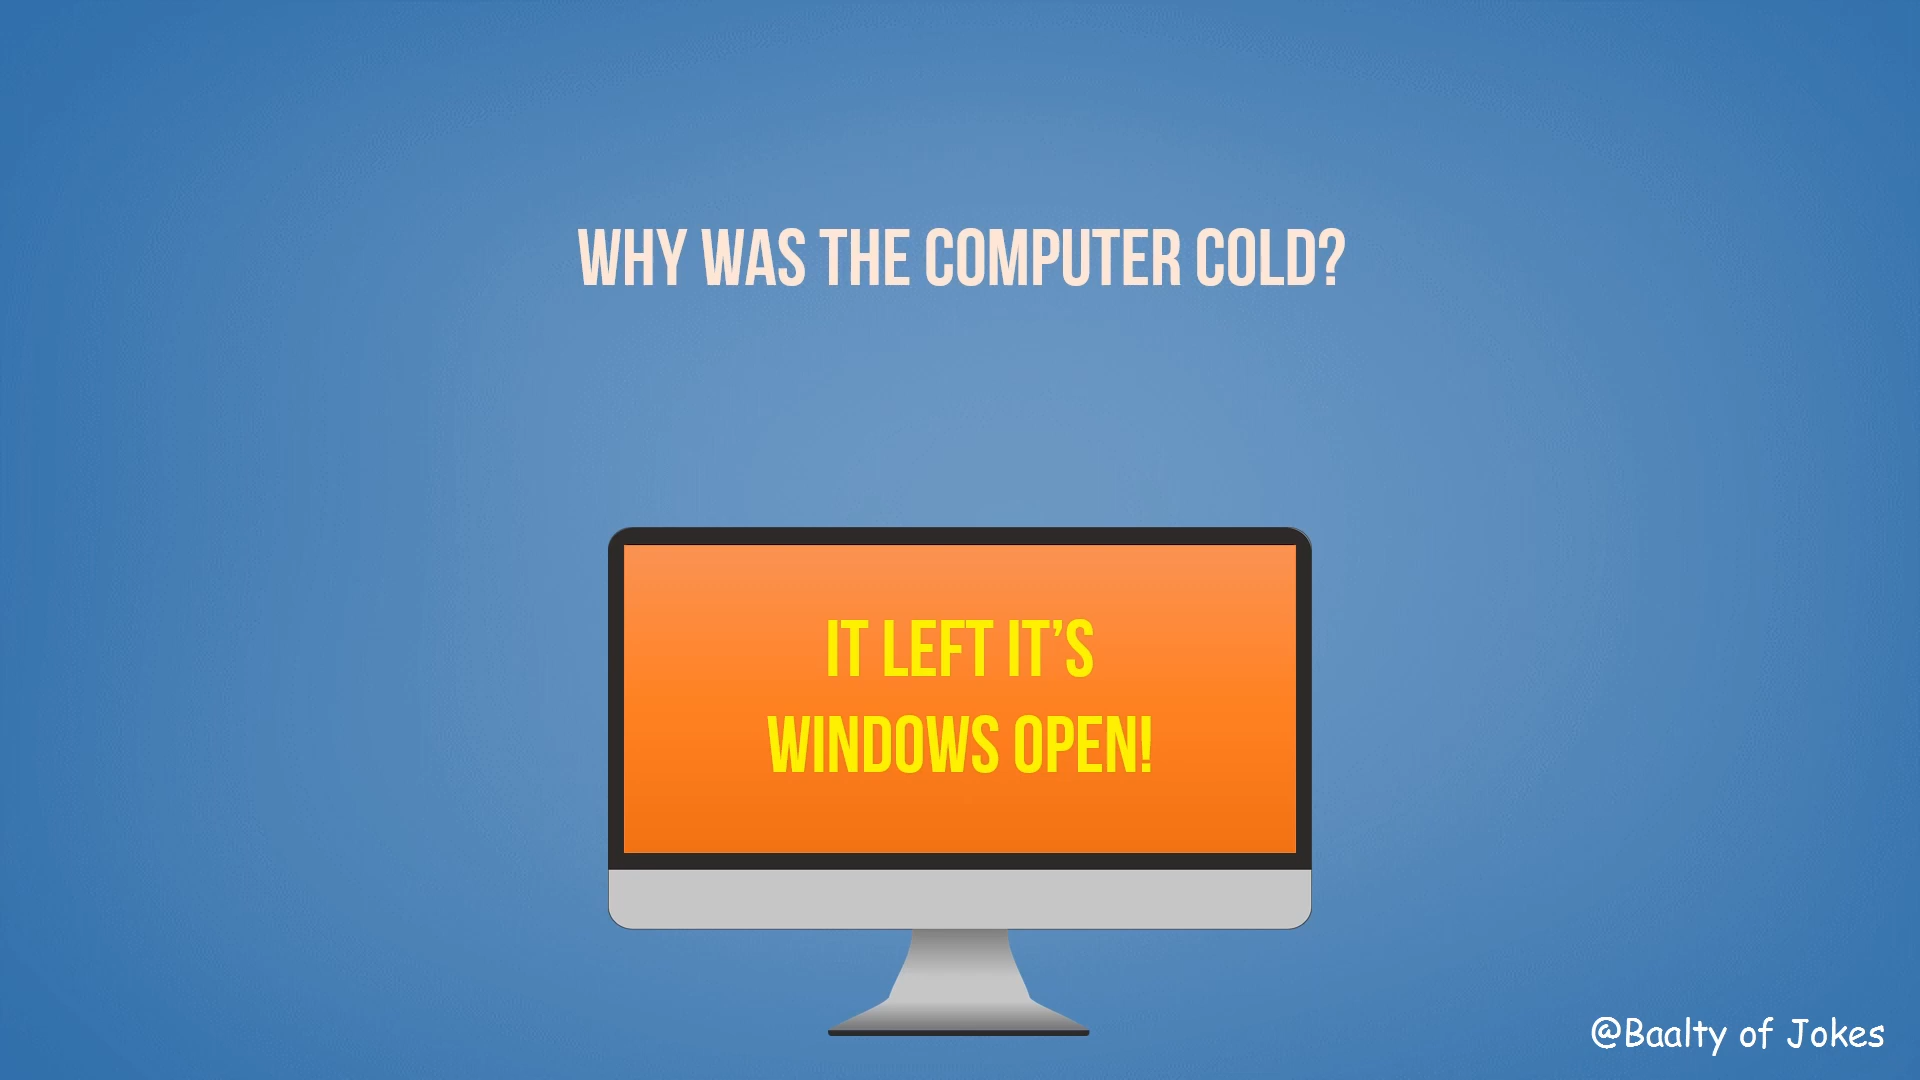 WHY WAS THE COMPUTER COLD?
IT LEFT IT’S
WINDOWS OPEN!
@Baalty of Jokes